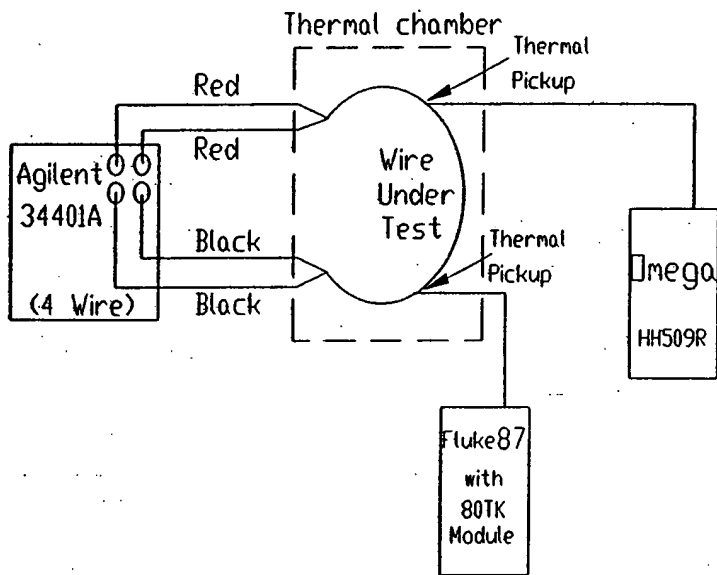 Thermal chamber
Thermal
Pickup
Red
Red
Agilent
34401A
(4 Wire)
Wire
Under
Test
Black
Black
Thermal
Pickup
Omega
HH509R
Fluke87
with
80TK
Module